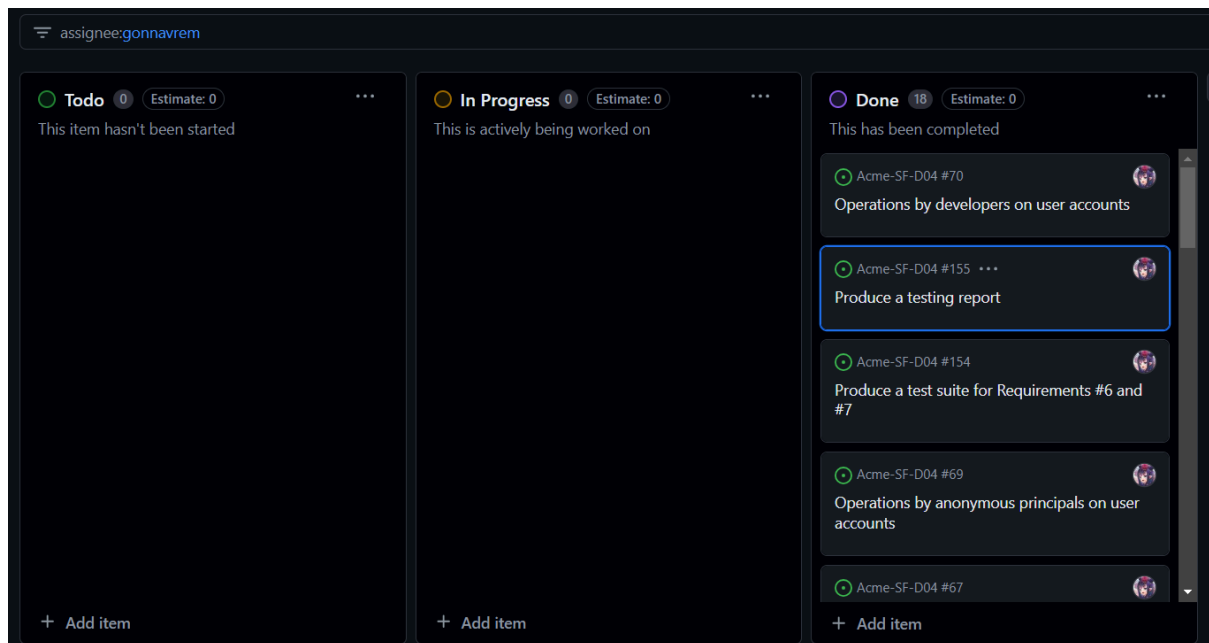 assignee:gonnavrem
Todo 0 Estimate: 0 ···
This item hasn't been started
+ Add item
In Progress 0 Estimate: 0 ···
This is actively being worked on
+ Add item
Done 18 Estimate: 0 ···
This has been completed
Acme-SF-D04 #70
Operations by developers on user accounts
Acme-SF-D04 #155 ···
Produce a testing report
Acme-SF-D04 #154
Produce a test suite for Requirements #6 and
#7
Acme-SF-D04 #69
Operations by anonymous principals on user
accounts
Acme-SF-D04 #67
+ Add item